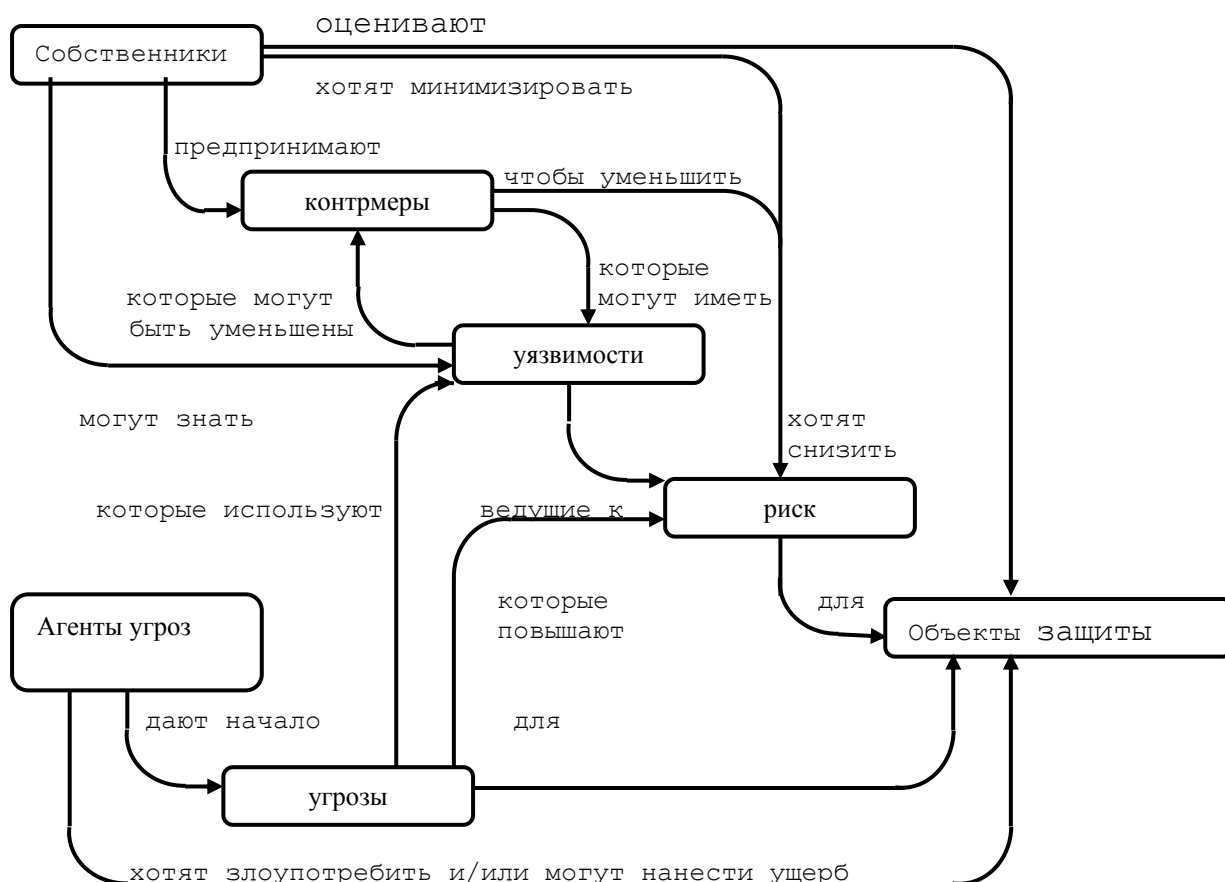 оценивают
Собственники
хотят минимизировать
предпринимают
чтобы уменьшить
контрмеры
которые
могут иметь
которые могут
быть уменьшены
уязвимости
могут знать
хотят
снизить
которые используют
ведущие к
риск
которые
повышают
для
Агенты угроз
Объекты защиты
дают начало
для
угрозы
хотят злоупотребить и/или могут нанести ущерб